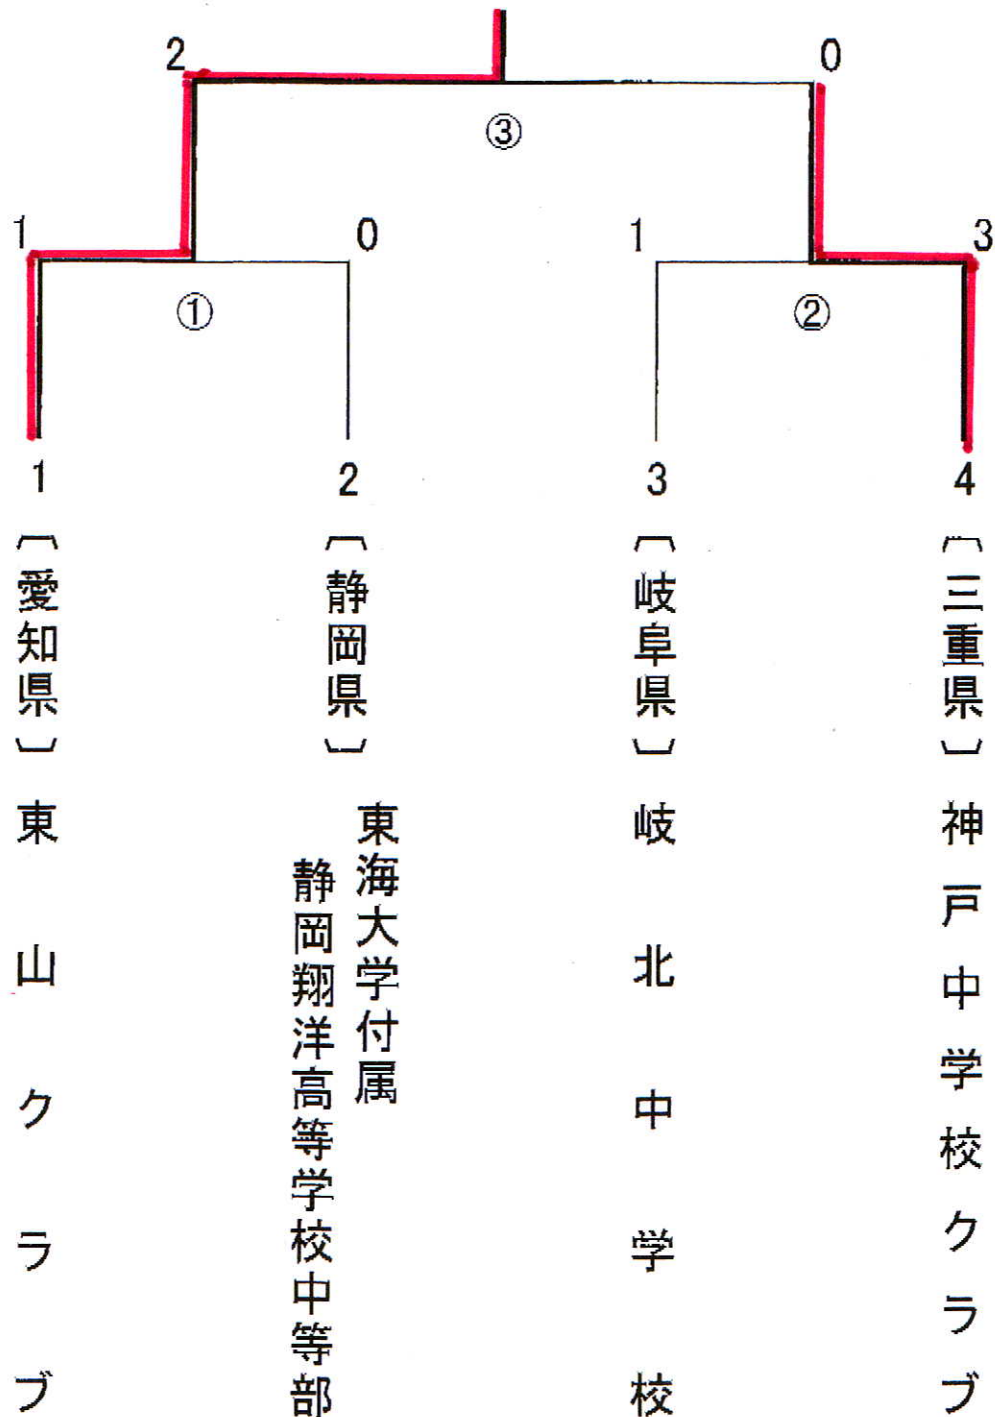 2 0
③
1 0 1 3
① ②
1 2 3 4
〔愛知県〕東山クラブ
〔静岡県〕東海大学付属
静岡翔洋高等学校中等部
〔岐阜県〕岐北中学校
〔三重県〕神戸中学校クラブ